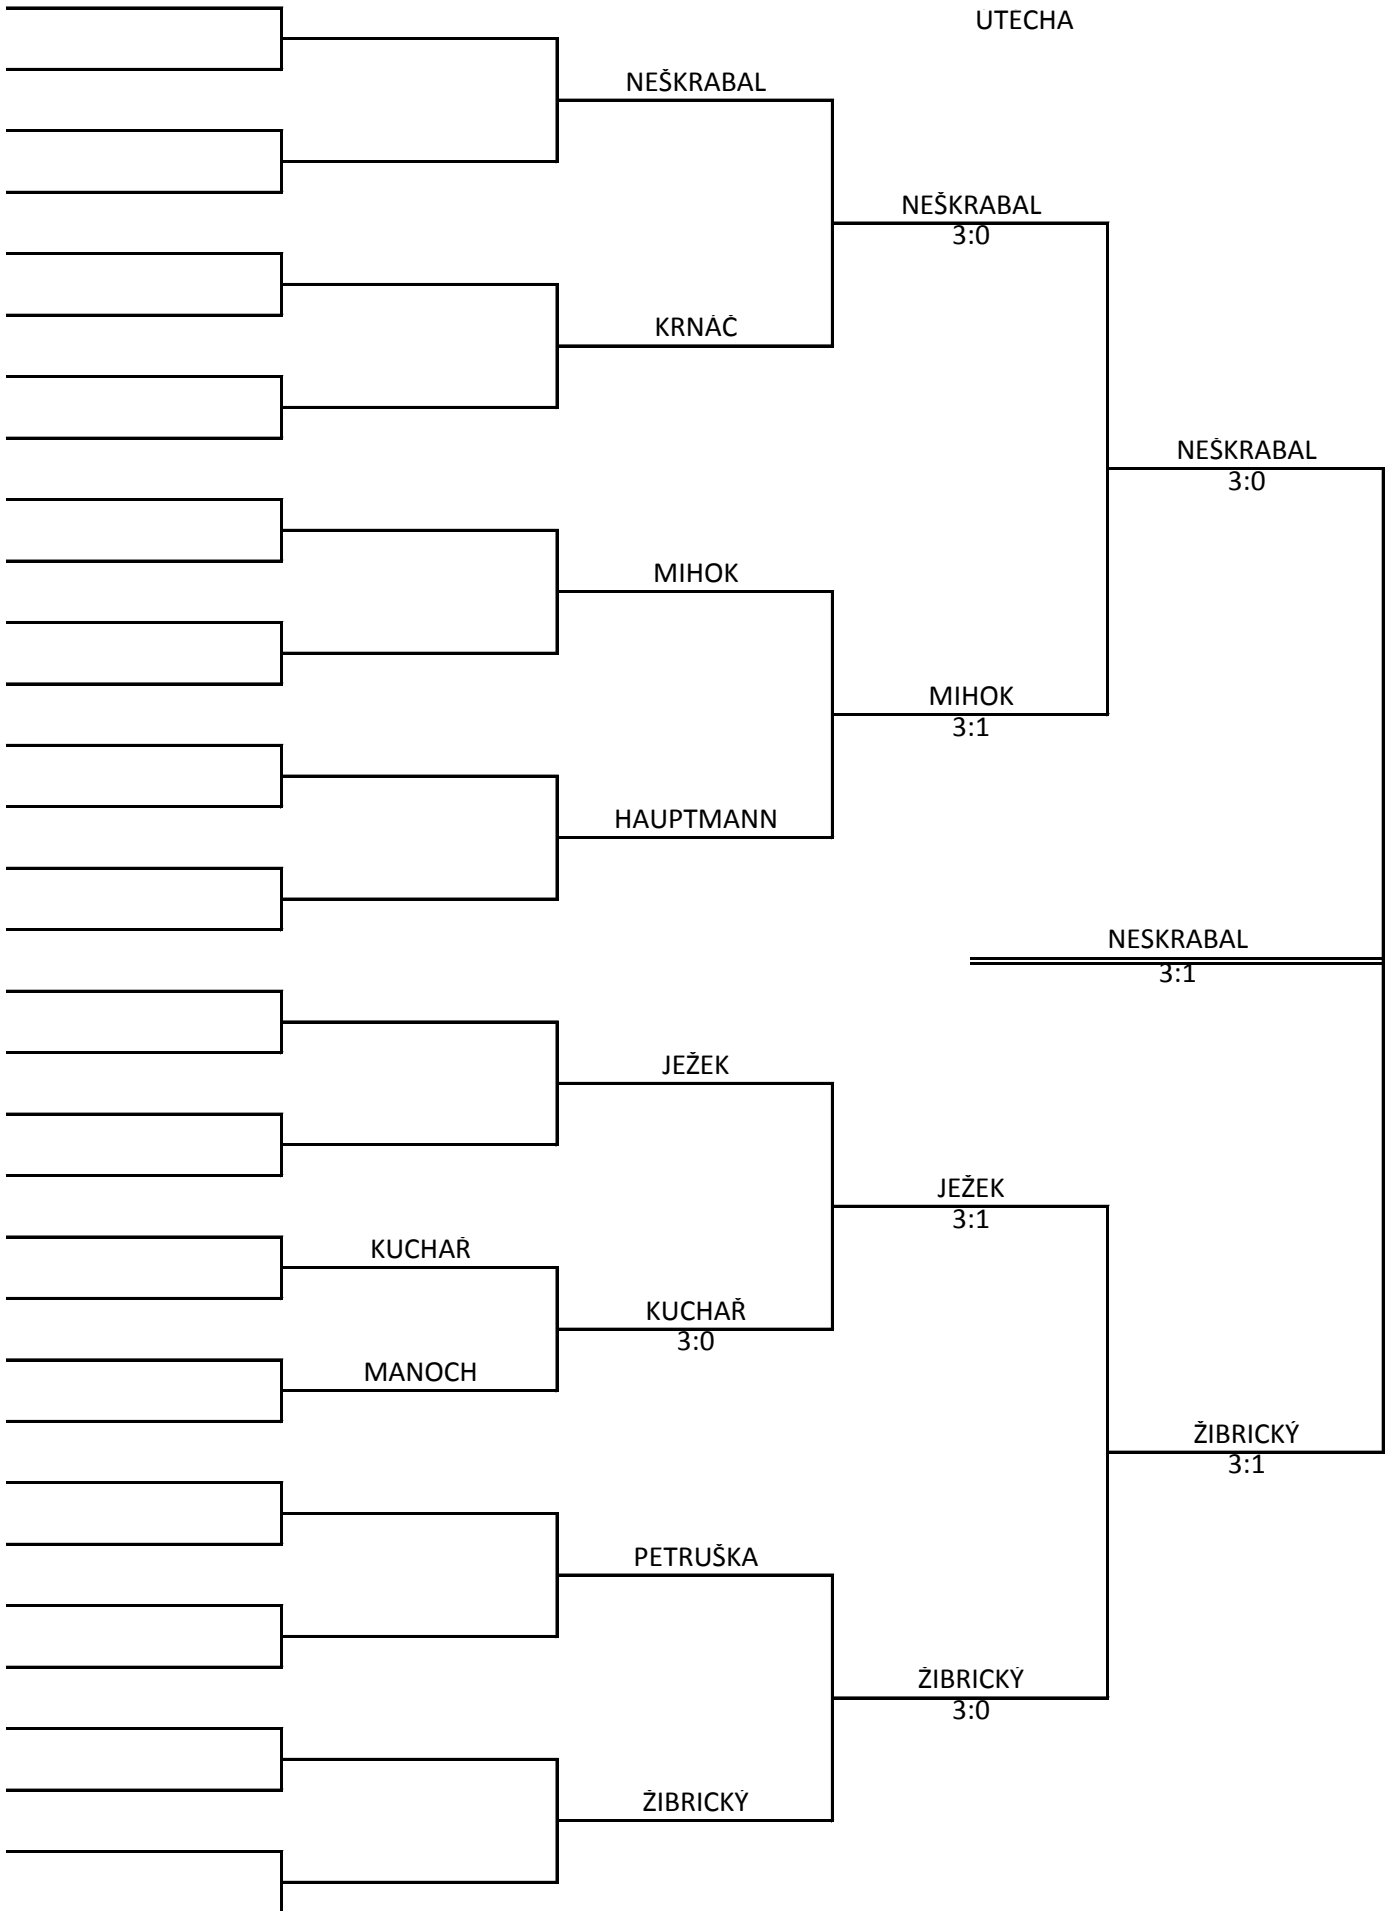 ÚTECHA
NEŠKRABAL
NEŠKRABAL
3:0
KRNÁČ
NEŠKRABAL
3:0
MIHOK
MIHOK
3:1
HAUPTMANN
NESKRABAL
3:1
JEŽEK
JEŽEK
3:1
KUCHAŘ
KUCHAŘ
3:0
MANOCH
ŽIBRICKÝ
3:1
PETRUŠKA
ŽIBRICKÝ
3:0
ŽIBRICKÝ